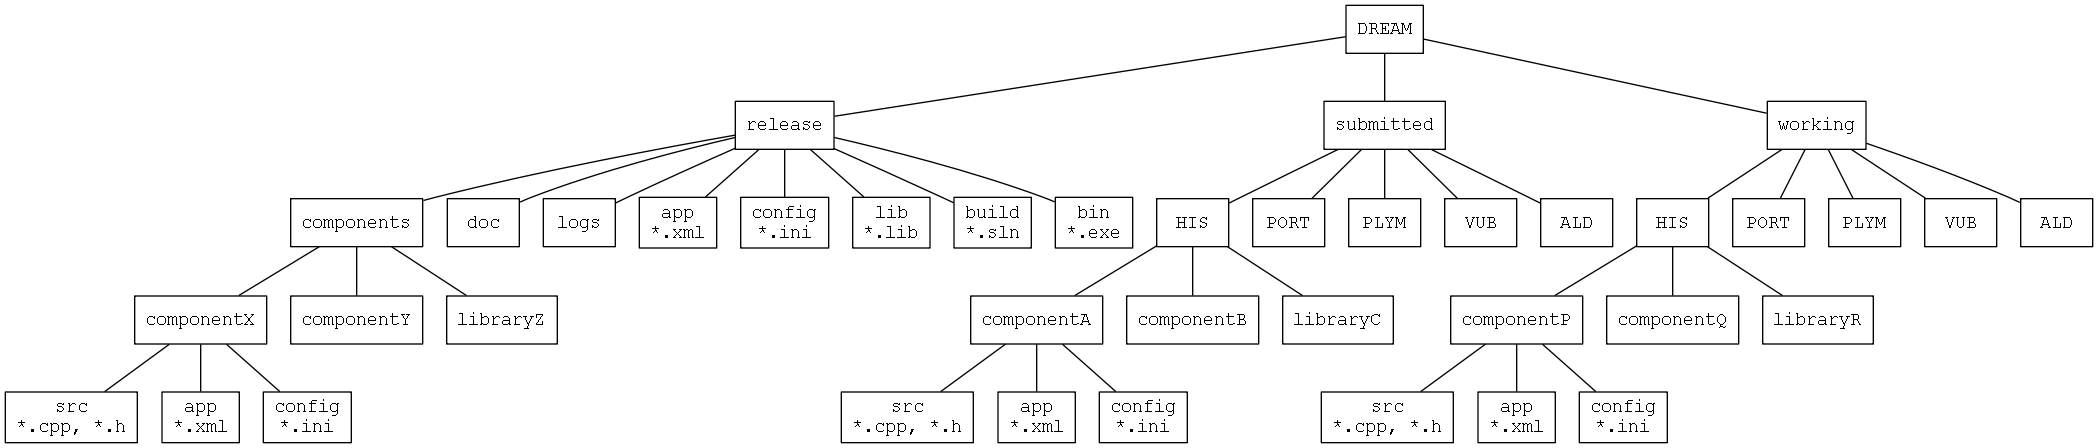 DREAM
release
submitted
working
components
doc
logs
app
*.xml
config
*.ini
lib
*.lib
build
*.sln
bin
*.exe
HIS
PORT
PLYM
VUB
ALD
HIS
PORT
PLYM
VUB
ALD
componentX
componentY
libraryZ
componentA
componentB
libraryC
componentP
componentQ
libraryR
src
*.cpp, *.h
app
*.xml
config
*.ini
src
*.cpp, *.h
app
*.xml
config
*.ini
src
*.cpp, *.h
app
*.xml
config
*.ini